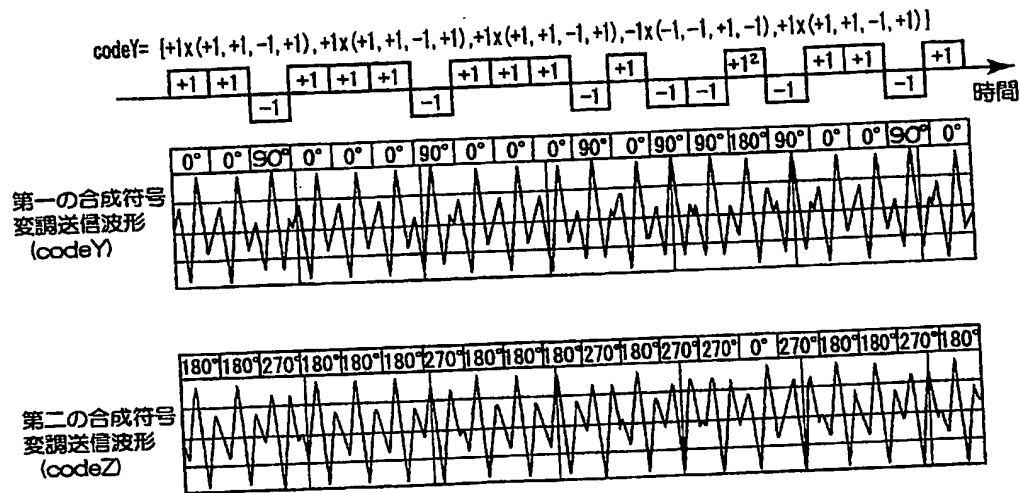 codeY= {+1x(+1, +1, -1, +1),+1x(+1, +1, -1, +1),+1x(+1, +1, -1, +1),-1x(-1, -1, +1, -1),+1x(+1, +1, -1, +1)}
+1 +1 -1 +1 +1 +1 -1 +1 +1 +1 -1 +1 -1 -1 +1² -1 +1 +1 -1 +1
時間
0° 0° 90° 0° 0° 0° 90° 0° 0° 0° 90° 0° 90° 90° 180° 90° 0° 0° 90° 0°
第一の合成符号
変調送信波形
(codeY)
180° 180° 270° 180° 180° 180° 270° 180° 180° 180° 270° 180° 270° 270° 0° 270° 180° 180° 270° 180°
第二の合成符号
変調送信波形
(codeZ)